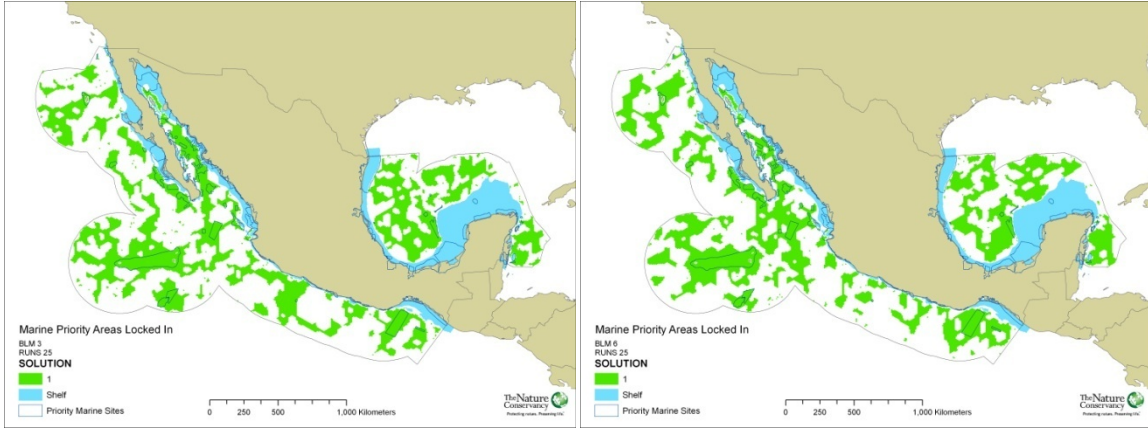 Marine Priority Areas Locked In
BLM 3
RUNS 25
SOLUTION
1
Shelf
Priority Marine Sites
0 250 500 1,000 Kilometers
The Nature
Conservancy
Protecting nature. Preserving life.
Marine Priority Areas Locked In
BLM 6
RUNS 25
SOLUTION
1
Shelf
Priority Marine Sites
0 250 500 1,000 Kilometers
The Nature
Conservancy
Protecting nature. Preserving life.